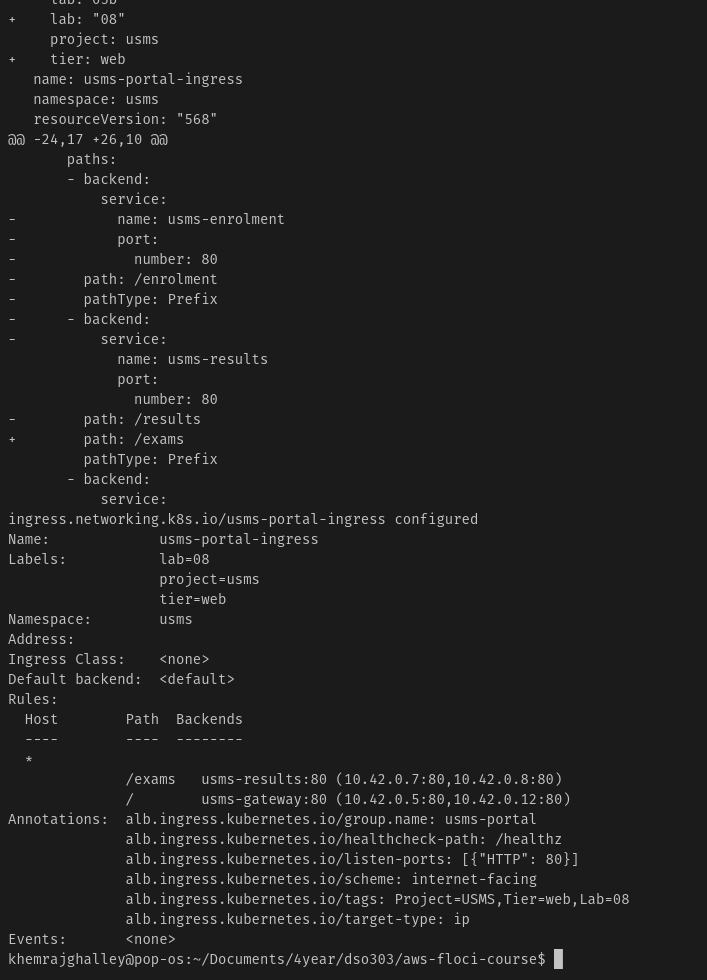 lab: 03b
+    lab: "08"
     project: usms
+    tier: web
   name: usms-portal-ingress
   namespace: usms
   resourceVersion: "568"
@@ -24,17 +26,10 @@
       paths:
       - backend:
           service:
-            name: usms-enrolment
-            port:
-              number: 80
-        path: /enrolment
-        pathType: Prefix
-      - backend:
-          service:
             name: usms-results
             port:
               number: 80
-        path: /results
+        path: /exams
         pathType: Prefix
       - backend:
           service:
ingress.networking.k8s.io/usms-portal-ingress configured
Name:             usms-portal-ingress
Labels:           lab=08
                  project=usms
                  tier=web
Namespace:        usms
Address:
Ingress Class:    <none>
Default backend:  <default>
Rules:
  Host        Path  Backends
  ----        ----  --------
  *
              /exams   usms-results:80 (10.42.0.7:80,10.42.0.8:80)
              /        usms-gateway:80 (10.42.0.5:80,10.42.0.12:80)
Annotations:  alb.ingress.kubernetes.io/group.name: usms-portal
              alb.ingress.kubernetes.io/healthcheck-path: /healthz
              alb.ingress.kubernetes.io/listen-ports: [{"HTTP": 80}]
              alb.ingress.kubernetes.io/scheme: internet-facing
              alb.ingress.kubernetes.io/tags: Project=USMS,Tier=web,Lab=08
              alb.ingress.kubernetes.io/target-type: ip
Events:       <none>
khemrajghalley@pop-os:~/Documents/4year/dso303/aws-floci-course$